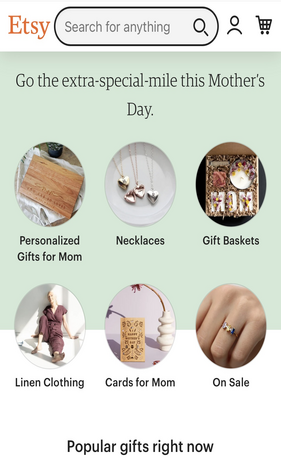 Etsy
Search for anything
Go the extra-special-mile this Mother's
Day.
Personalized
Gifts for Mom
Necklaces
Gift Baskets
Linen Clothing
Cards for Mom
On Sale
Popular gifts right now